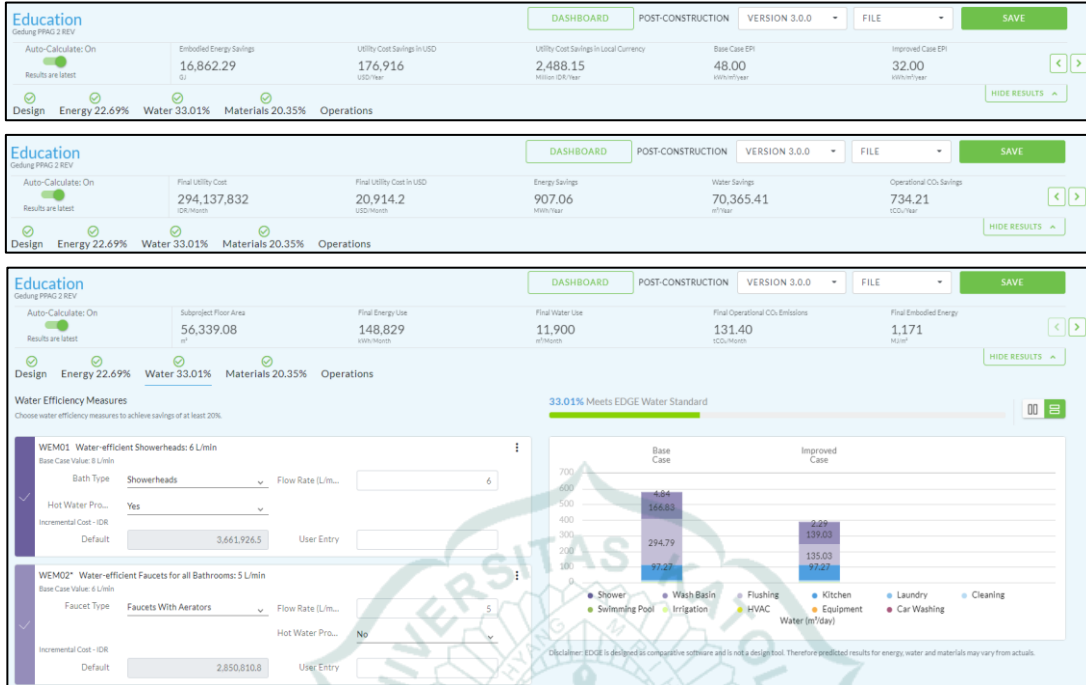 Education
Gedung PPAG 2 REV
DASHBOARD POST-CONSTRUCTION VERSION 3.0.0 FILE SAVE
Auto-Calculate: On
Results are latest
Embodied Energy Savings
16,862.29
GJ
Utility Cost Savings in USD
176,916
USD/Year
Utility Cost Savings in Local Currency
2,488.15
Million IDR/Year
Base Case EPI
48.00
kWh/m²/year
Improved Case EPI
32.00
kWh/m²/year
HIDE RESULTS
Design Energy 22.69% Water 33.01% Materials 20.35% Operations
Education
Gedung PPAG 2 REV
DASHBOARD POST-CONSTRUCTION VERSION 3.0.0 FILE SAVE
Auto-Calculate: On
Results are latest
Final Utility Cost
294,137,832
IDR/Month
Final Utility Cost in USD
20,914.2
USD/Month
Energy Savings
907.06
MWh/Year
Water Savings
70,365.41
m³/Year
Operational CO₂ Savings
734.21
tCO₂/Year
HIDE RESULTS
Design Energy 22.69% Water 33.01% Materials 20.35% Operations
Education
Gedung PPAG 2 REV
DASHBOARD POST-CONSTRUCTION VERSION 3.0.0 FILE SAVE
Auto-Calculate: On
Results are latest
Subproject Floor Area
56,339.08
m²
Final Energy Use
148,829
kWh/Month
Final Water Use
11,900
m³/Month
Final Operational CO₂ Emissions
131.40
tCO₂/Month
Final Embodied Energy
1,171
MJ/m²
HIDE RESULTS
Design Energy 22.69% Water 33.01% Materials 20.35% Operations
Water Efficiency Measures
Choose water efficiency measures to achieve savings of at least 20%.
WEM01 Water-efficient Showerheads: 6 L/min
Base Case Value: 8 L/min
Bath Type Showerheads Flow Rate (L/m... 6
Hot Water Pro... Yes
Incremental Cost - IDR
Default 3,661,926.5 User Entry
WEM02* Water-efficient Faucets for all Bathrooms: 5 L/min
Base Case Value: 6 L/min
Faucet Type Faucets With Aerators Flow Rate (L/m... 5
Hot Water Pro... No
Incremental Cost - IDR
Default 2,850,810.8 User Entry
33.01% Meets EDGE Water Standard
Base Case
Improved Case
700
600
500
400
300
200
100
0
4.84
166.83
294.79
97.27
2.29
139.03
135.03
97.27
Shower Wash Basin Flushing Kitchen Laundry Cleaning
Swimming Pool Irrigation HVAC Equipment Car Washing
Water (m³/day)
Disclaimer: EDGE is designed as comparative software and is not a design tool. Therefore predicted results for energy, water and materials may vary from actuals.
UNIVERSITAS KATOL